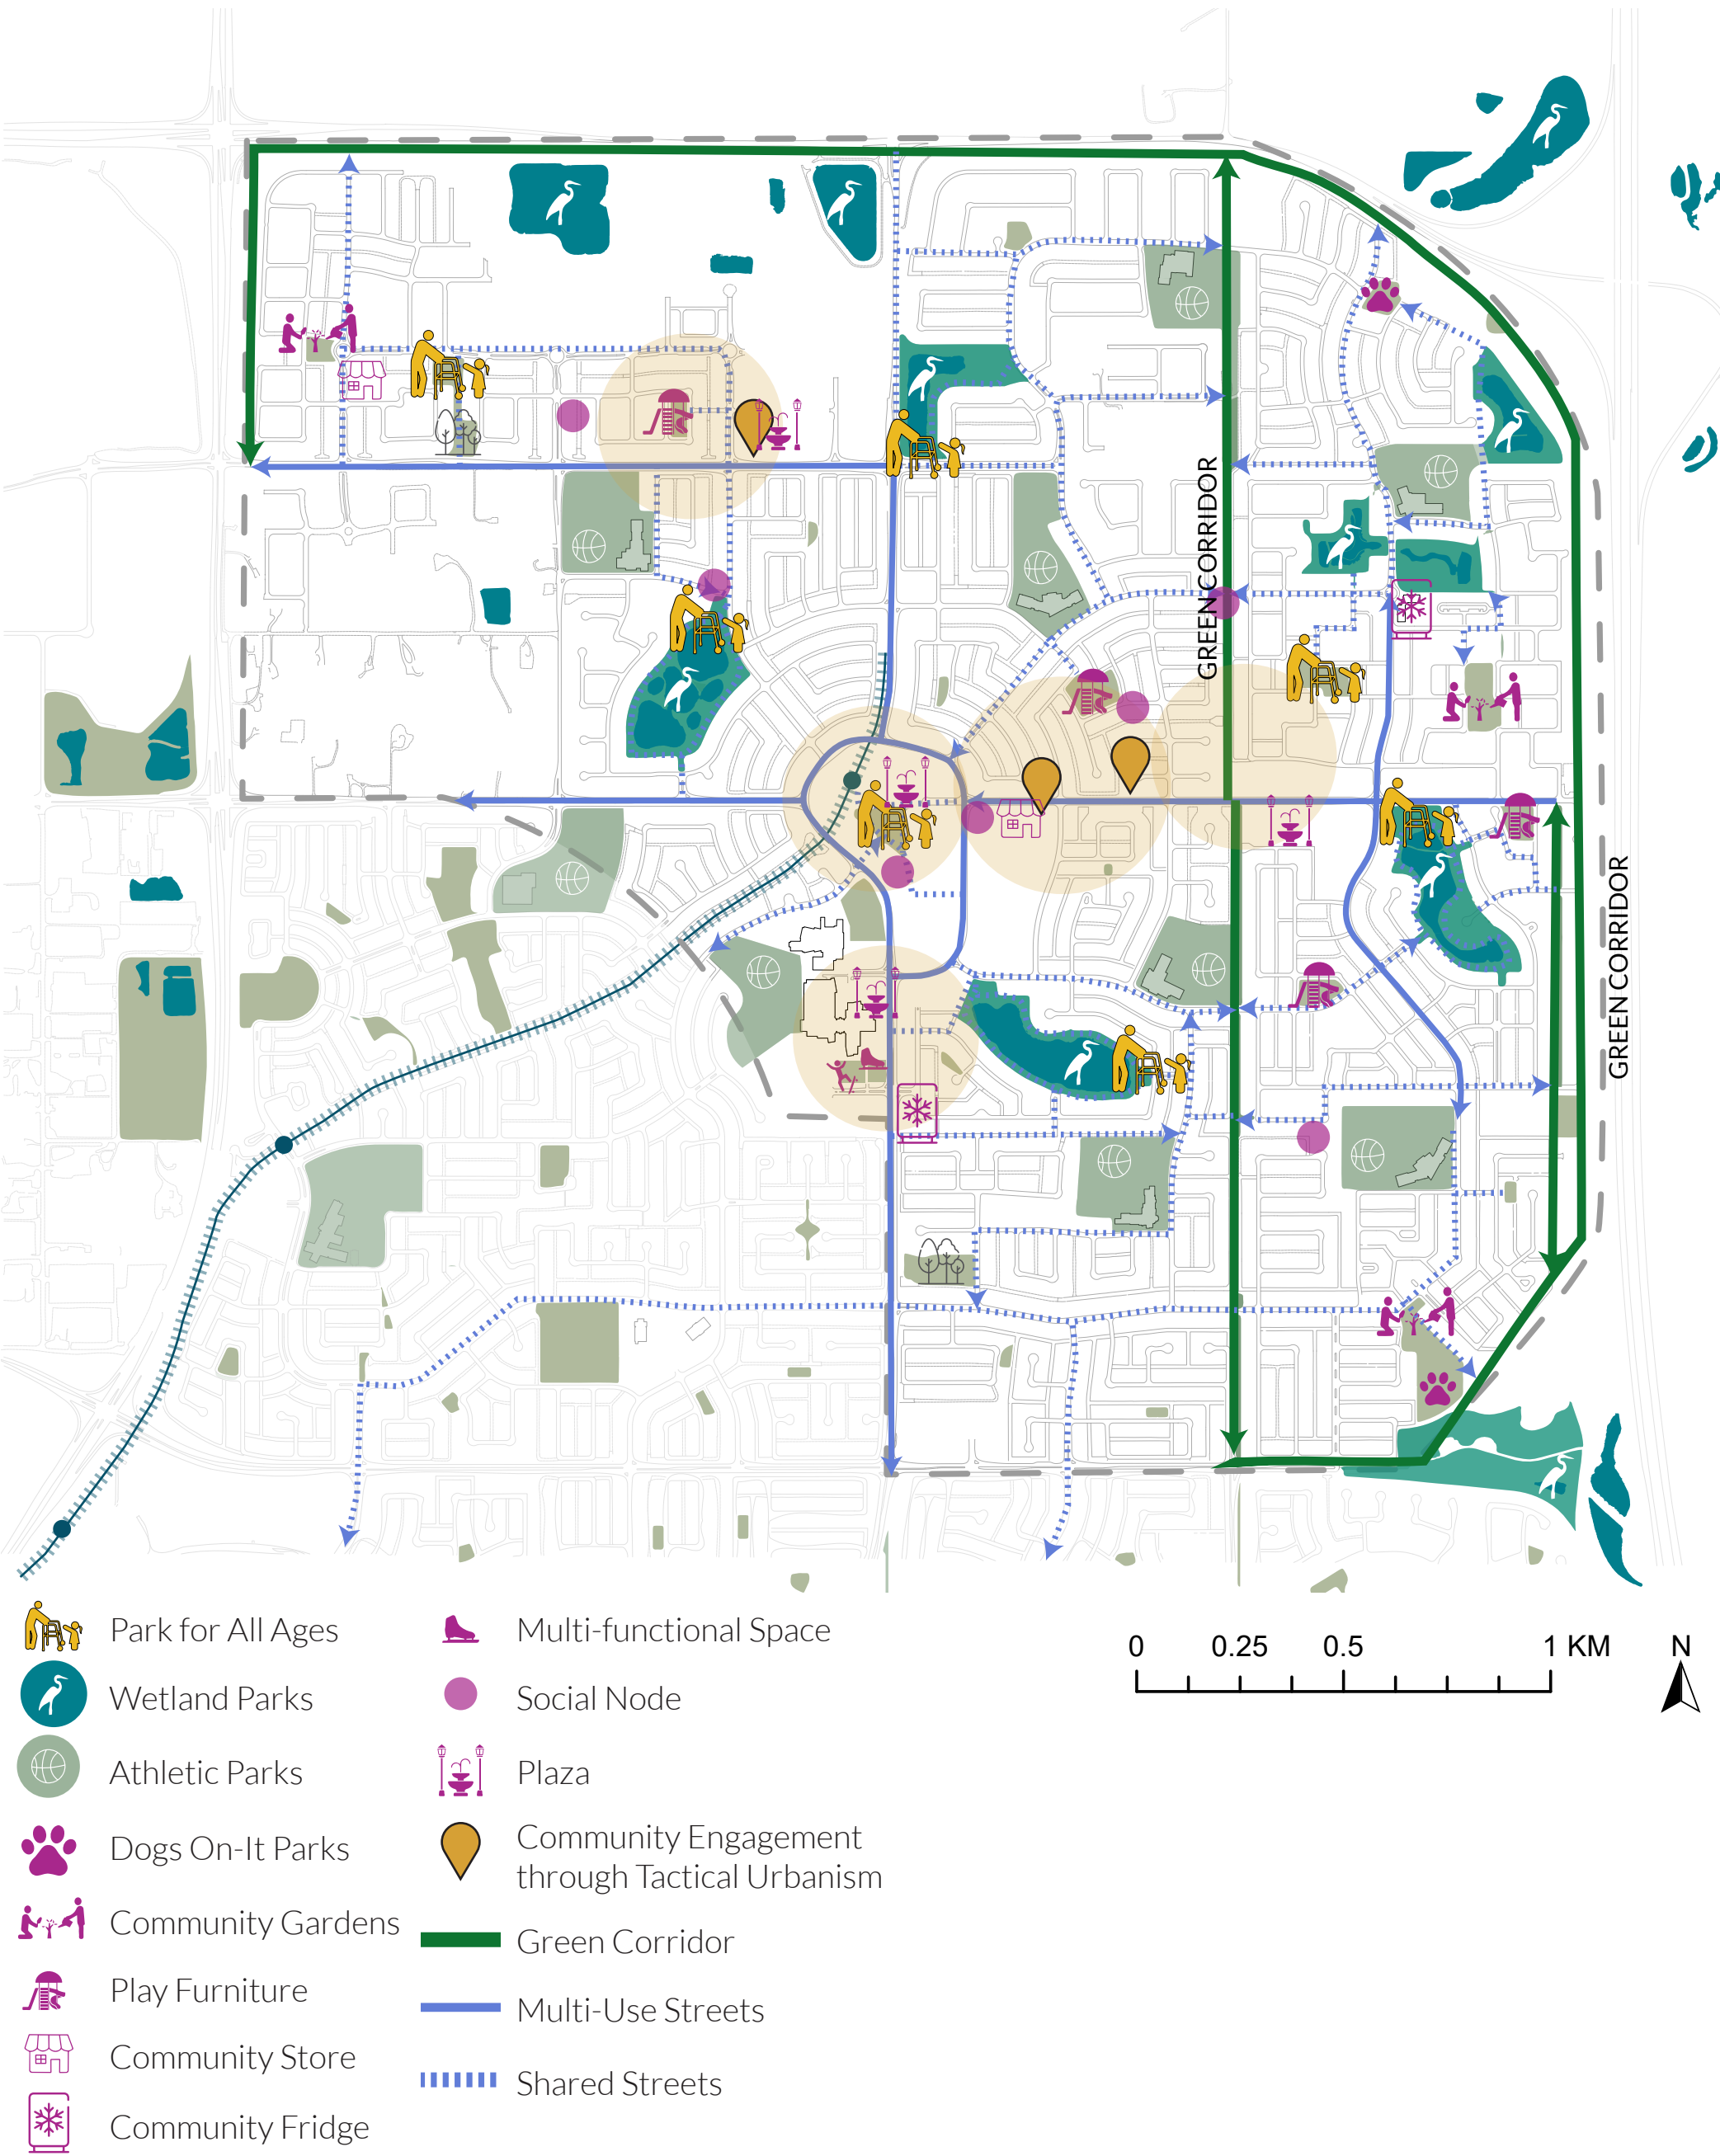 GREEN CORRIDOR
GREEN CORRIDOR
Park for All Ages
Wetland Parks
Athletic Parks
Dogs On-It Parks
Community Gardens
Play Furniture
Community Store
Community Fridge
Multi-functional Space
Social Node
Plaza
Community Engagement
through Tactical Urbanism
Green Corridor
Multi-Use Streets
Shared Streets
0 0.25 0.5 1 KM
N